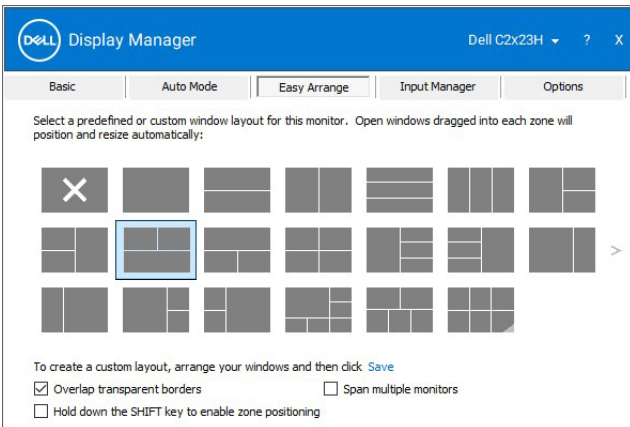 DELL Display Manager Dell C2x23H ? X
Basic Auto Mode Easy Arrange Input Manager Options
Select a predefined or custom window layout for this monitor. Open windows dragged into each zone will
position and resize automatically:
>
To create a custom layout, arrange your windows and then click Save
Overlap transparent borders Span multiple monitors
Hold down the SHIFT key to enable zone positioning